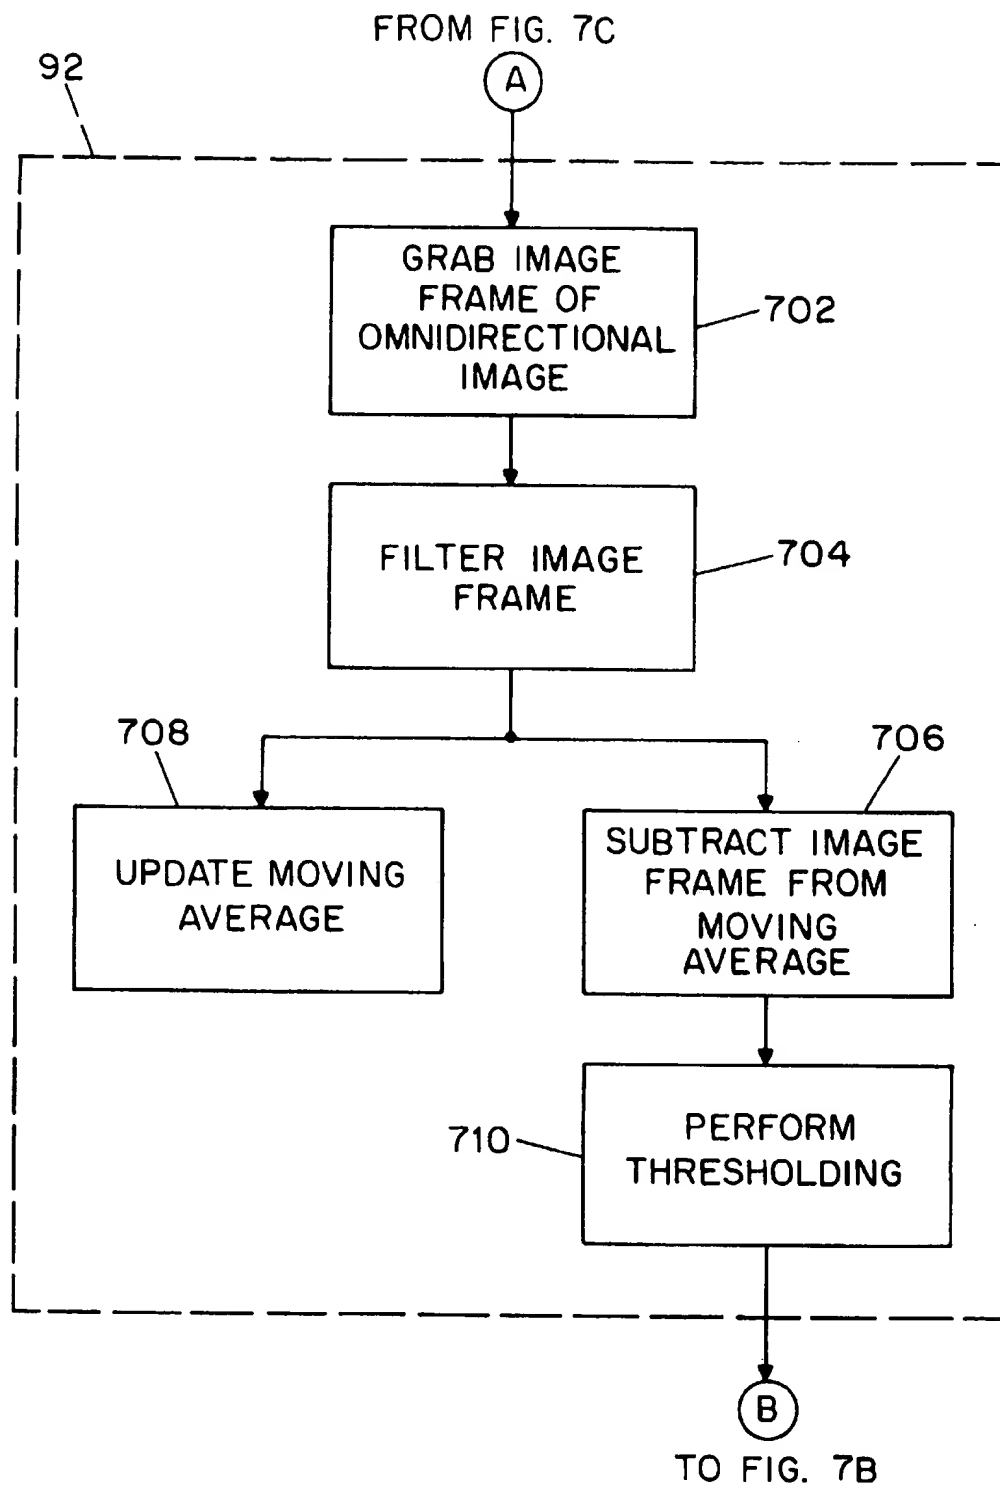 FROM FIG. 7C
92
A
GRAB IMAGE
FRAME OF
OMNIDIRECTIONAL
IMAGE
702
FILTER IMAGE
FRAME
704
708
UPDATE MOVING
AVERAGE
706
SUBTRACT IMAGE
FRAME FROM
MOVING
AVERAGE
710
PERFORM
THRESHOLDING
B
TO FIG. 7B